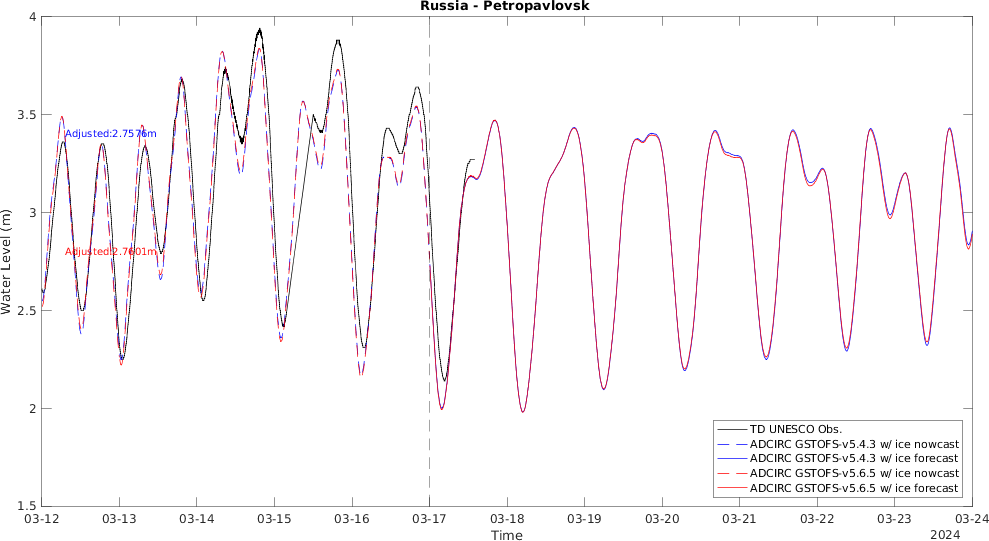 Russia - Petropavlovsk
4
3.5
3
2.5
2
1.5
Water Level (m)
Adjusted:2.7576m
Adjusted:2.7601m
TD UNESCO Obs.
ADCIRC GSTOFS-v5.4.3 w/ ice nowcast
ADCIRC GSTOFS-v5.4.3 w/ ice forecast
ADCIRC GSTOFS-v5.6.5 w/ ice nowcast
ADCIRC GSTOFS-v5.6.5 w/ ice forecast
03-12 03-13 03-14 03-15 03-16 03-17 03-18 03-19 03-20 03-21 03-22 03-23 03-24
Time 2024